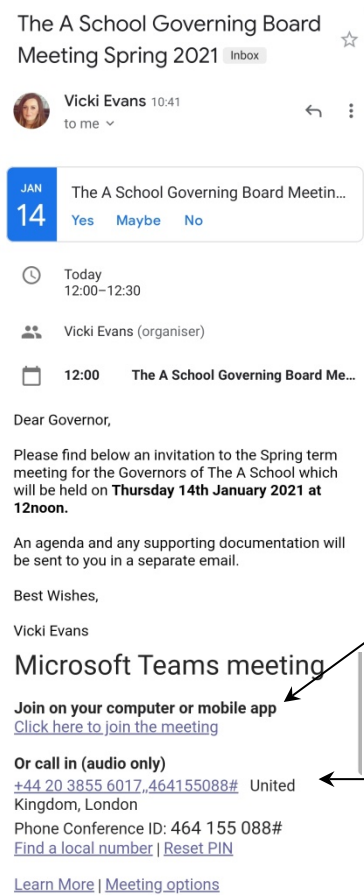 The A School Governing Board
Meeting Spring 2021 Inbox
Vicki Evans 10:41
to me
JAN
14
The A School Governing Board Meetin...
Yes Maybe No
Today
12:00–12:30
Vicki Evans (organiser)
12:00 The A School Governing Board Me...
Dear Governor,
Please find below an invitation to the Spring term
meeting for the Governors of The A School which
will be held on Thursday 14th January 2021 at
12noon.
An agenda and any supporting documentation will
be sent to you in a separate email.
Best Wishes,
Vicki Evans
Microsoft Teams meeting
Join on your computer or mobile app
Click here to join the meeting
Or call in (audio only)
+44 20 3855 6017,,464155088# United
Kingdom, London
Phone Conference ID: 464 155 088#
Find a local number | Reset PIN
Learn More | Meeting options